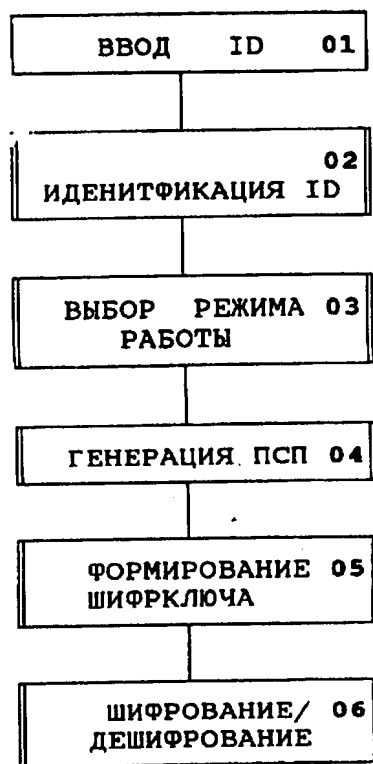 ВВОД ID 01
02
ИДЕНИТФИКАЦИЯ ID
ВЫБОР РЕЖИМА 03
РАБОТЫ
ГЕНЕРАЦИЯ ПСП 04
ФОРМИРОВАНИЕ 05
ШИФРКЛЮЧА
ШИФРОВАНИЕ/ 06
ДЕШИФРОВАНИЕ